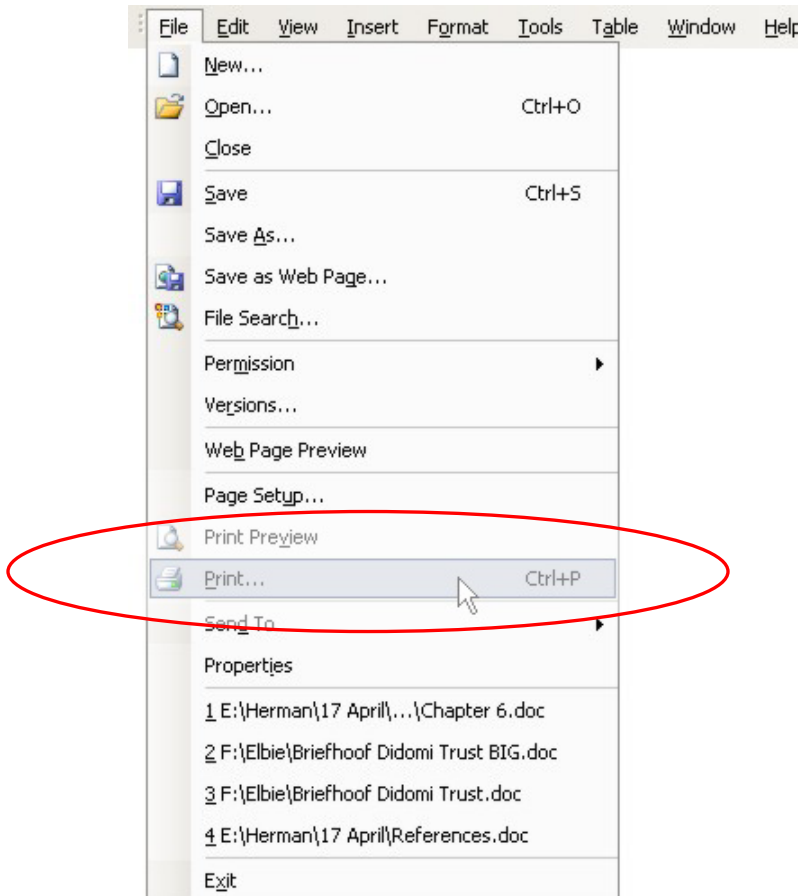 File Edit View Insert Format Tools Table Window Help
New...
Open... Ctrl+O
Close
Save Ctrl+S
Save As...
Save as Web Page...
File Search...
Permission
Versions...
Web Page Preview
Page Setup...
Print Preview
Print... Ctrl+P
Send To
Properties
1 E:\Herman\17 April\...\Chapter 6.doc
2 F:\Elbie\Briefhoof Didomi Trust BIG.doc
3 F:\Elbie\Briefhoof Didomi Trust.doc
4 E:\Herman\17 April\References.doc
Exit